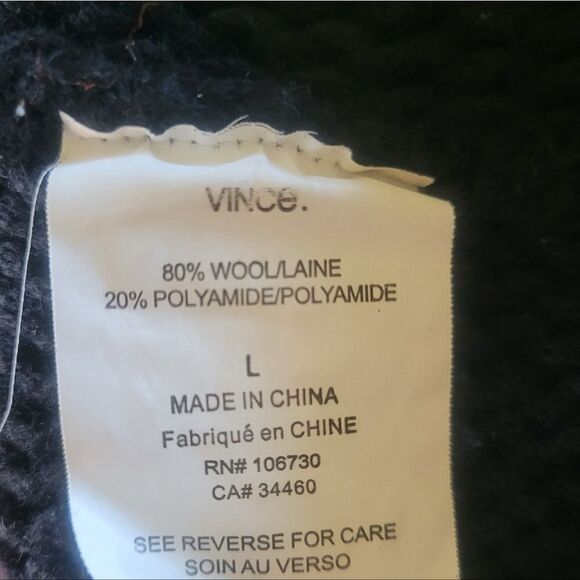 VINCE.
80% WOOL/LAINE
20% POLYAMIDE/POLYAMIDE
L
MADE IN CHINA
Fabriqué en CHINE
RN# 106730
CA# 34460
SEE REVERSE FOR CARE
SOIN AU VERSO